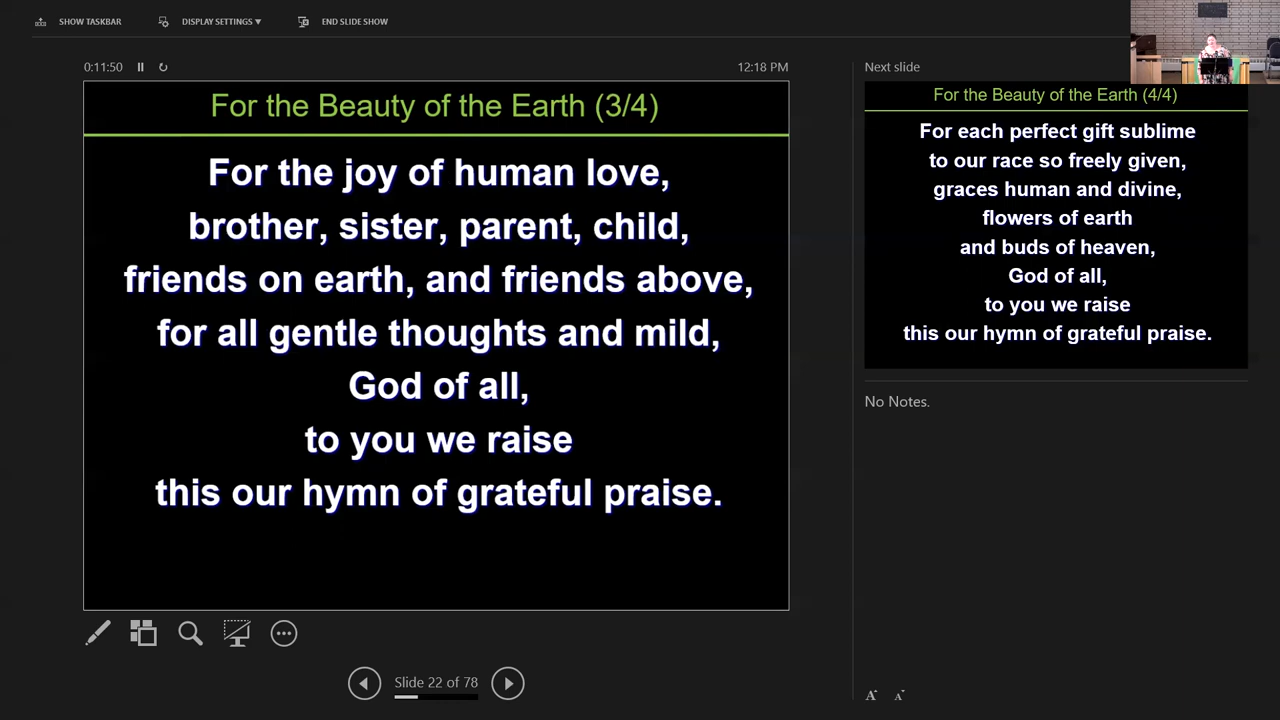 SHOW TASKBAR
DISPLAY SETTINGS ▼
END SLIDE SHOW
0:11:50
12:18 PM
For the Beauty of the Earth (3/4)
For the joy of human love,
brother, sister, parent, child,
friends on earth, and friends above,
for all gentle thoughts and mild,
God of all,
to you we raise
this our hymn of grateful praise.
Slide 22 of 78
Next slide
For the Beauty of the Earth (4/4)
For each perfect gift sublime
to our race so freely given,
graces human and divine,
flowers of earth
and buds of heaven,
God of all,
to you we raise
this our hymn of grateful praise.
No Notes.
A A